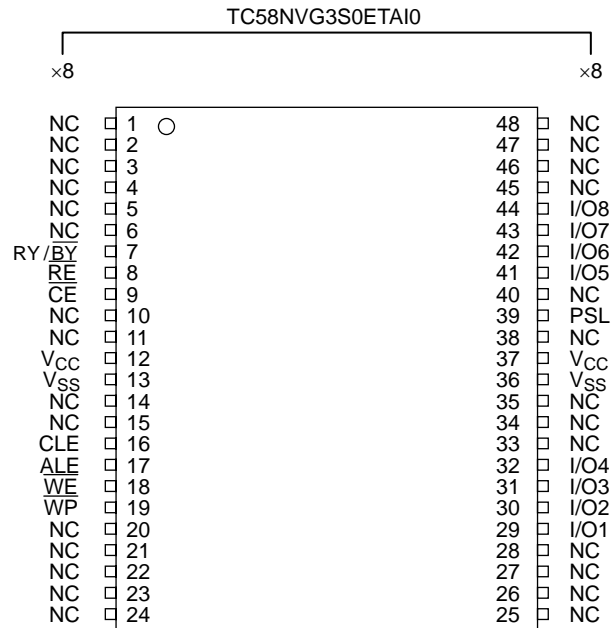 TC58NVG3S0ETAI0
×8 ×8
NC 1 48 NC
NC 2 47 NC
NC 3 46 NC
NC 4 45 NC
NC 5 44 I/O8
NC 6 43 I/O7
RY/B̅Y̅ 7 42 I/O6
R̅E̅ 8 41 I/O5
C̅E̅ 9 40 NC
NC 10 39 PSL
NC 11 38 NC
VCC 12 37 VCC
VSS 13 36 VSS
NC 14 35 NC
NC 15 34 NC
CLE 16 33 NC
ALE 17 32 I/O4
W̅E̅ 18 31 I/O3
W̅P̅ 19 30 I/O2
NC 20 29 I/O1
NC 21 28 NC
NC 22 27 NC
NC 23 26 NC
NC 24 25 NC